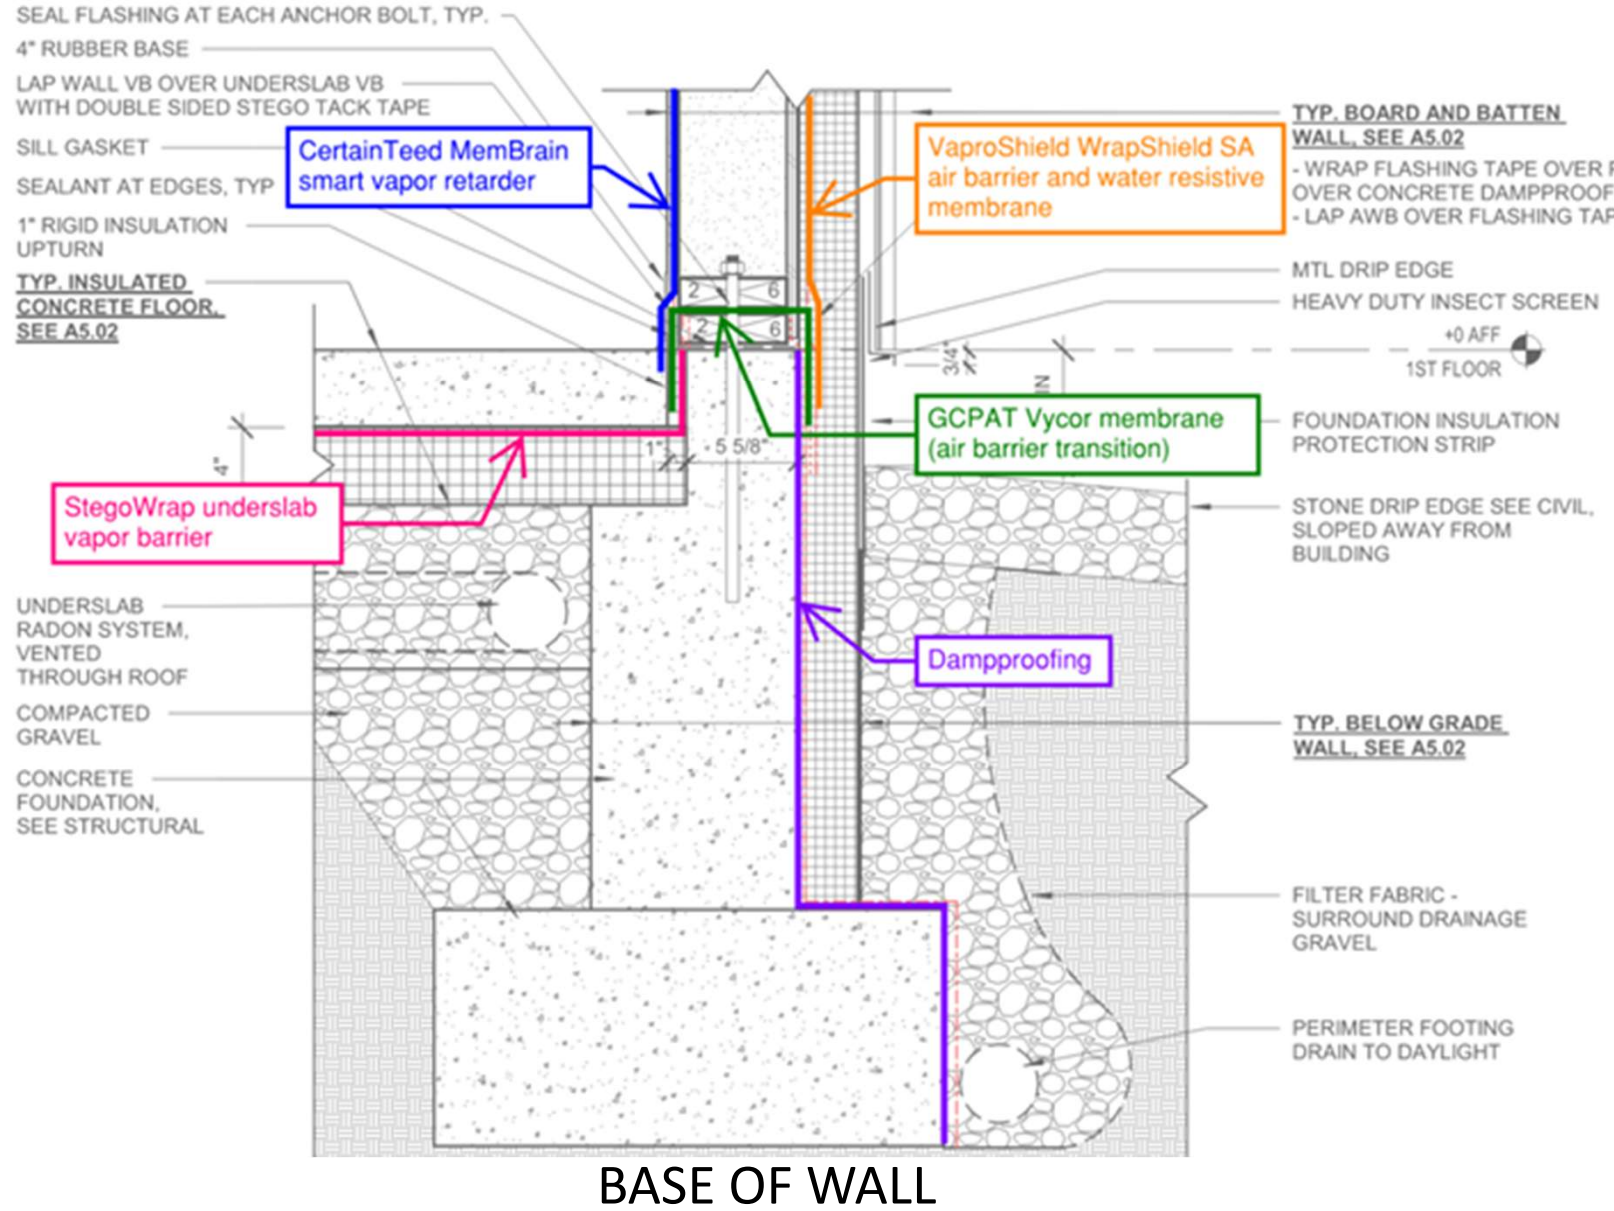 SEAL FLASHING AT EACH ANCHOR BOLT, TYP.
4" RUBBER BASE
LAP WALL VB OVER UNDERSLAB VB
WITH DOUBLE SIDED STEGO TACK TAPE
SILL GASKET
SEALANT AT EDGES, TYP
1" RIGID INSULATION
UPTURN
TYP. INSULATED
CONCRETE FLOOR,
SEE A5.02
CertainTeed MemBrain
smart vapor retarder
VaproShield WrapShield SA
air barrier and water resistive
membrane
TYP. BOARD AND BATTEN
WALL, SEE A5.02
- WRAP FLASHING TAPE OVER
OVER CONCRETE DAMPPROOF
- LAP AWB OVER FLASHING TAP
MTL DRIP EDGE
HEAVY DUTY INSECT SCREEN
+0 AFF
1ST FLOOR
2 6
2 6
3/4"
IN
GCPAT Vycor membrane
(air barrier transition)
FOUNDATION INSULATION
PROTECTION STRIP
4"
1"
5 5/8"
StegoWrap underslab
vapor barrier
STONE DRIP EDGE SEE CIVIL,
SLOPED AWAY FROM
BUILDING
UNDERSLAB
RADON SYSTEM,
VENTED
THROUGH ROOF
Dampproofing
COMPACTED
GRAVEL
TYP. BELOW GRADE
WALL, SEE A5.02
CONCRETE
FOUNDATION,
SEE STRUCTURAL
FILTER FABRIC -
SURROUND DRAINAGE
GRAVEL
PERIMETER FOOTING
DRAIN TO DAYLIGHT
BASE OF WALL